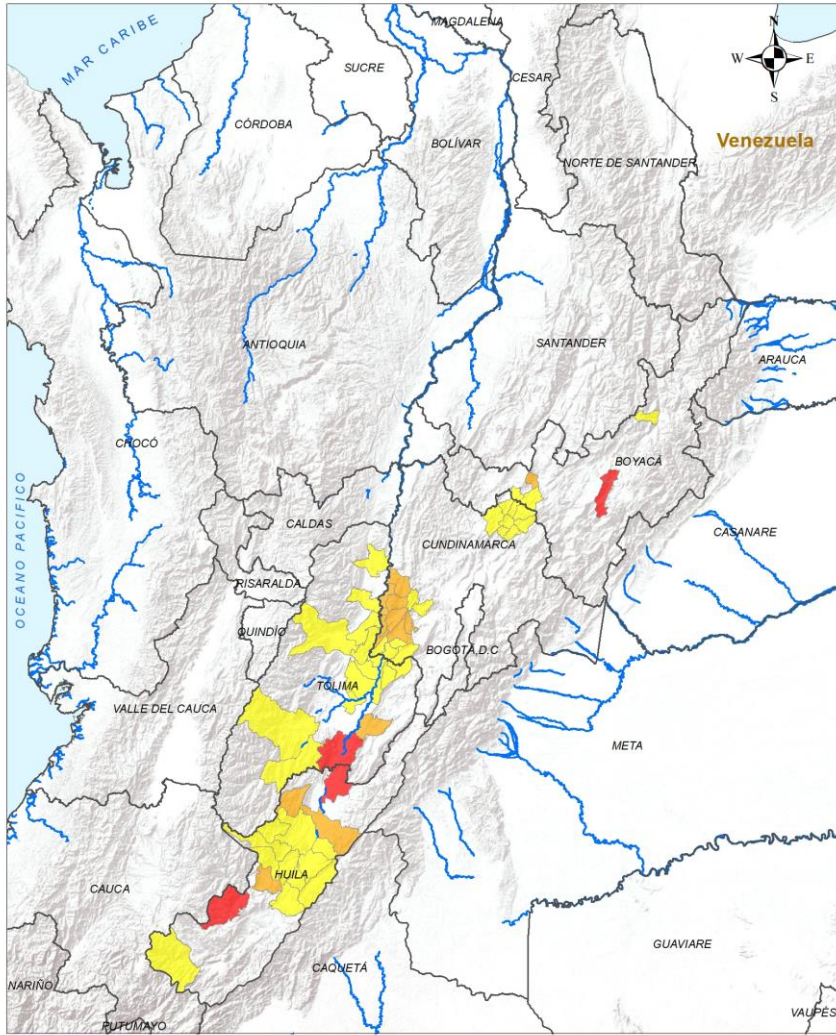 MAGDALENA
N
MAR CARIBE
SUCRE
W
E
CESAR
S
CÓRDOBA
BOLÍVAR
Venezuela
NORTE DE SANTANDER
ANTIOQUIA
SANTANDER
ARAUCA
CHOCÓ
BOYACÁ
OCEANO PACIFICO
CALDAS
CUNDINAMARCA
CASANARE
RISARALDA
QUINDÍO
BOGOTÁ, D.C
TOLIMA
VALLE DEL CAUCA
META
HUILA
CAUCA
GUAVIARE
CAQUETÁ
NARIÑO
VAUPÉS
PUTUMAYO